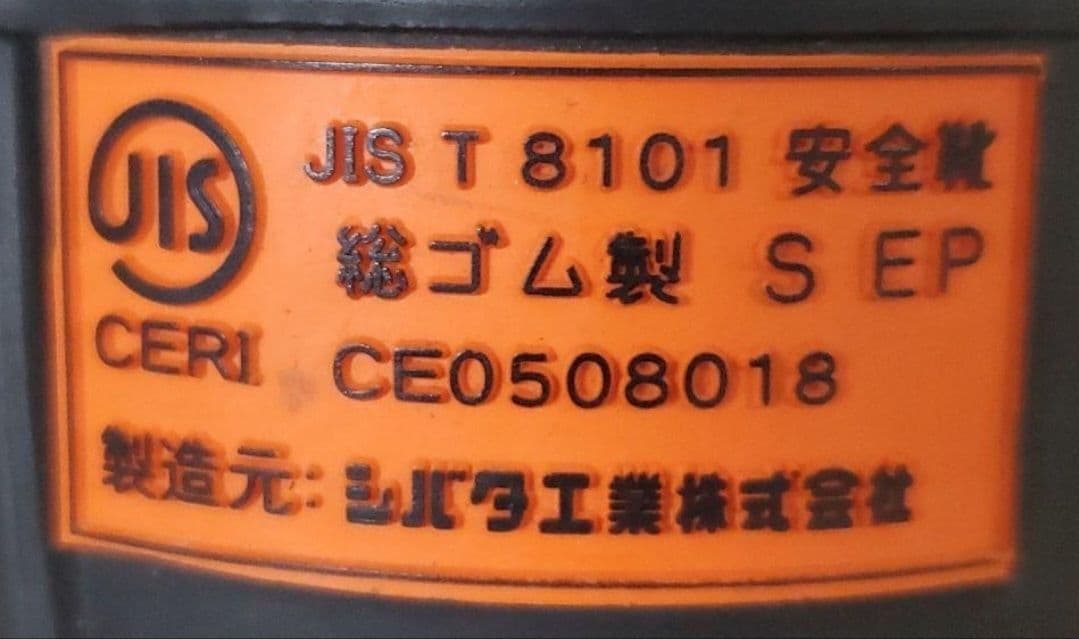 JIS
CERI
JIS T 8101 安全靴
総ゴム製 S EP
CE0508018
製造元:シバタ工業株式会社